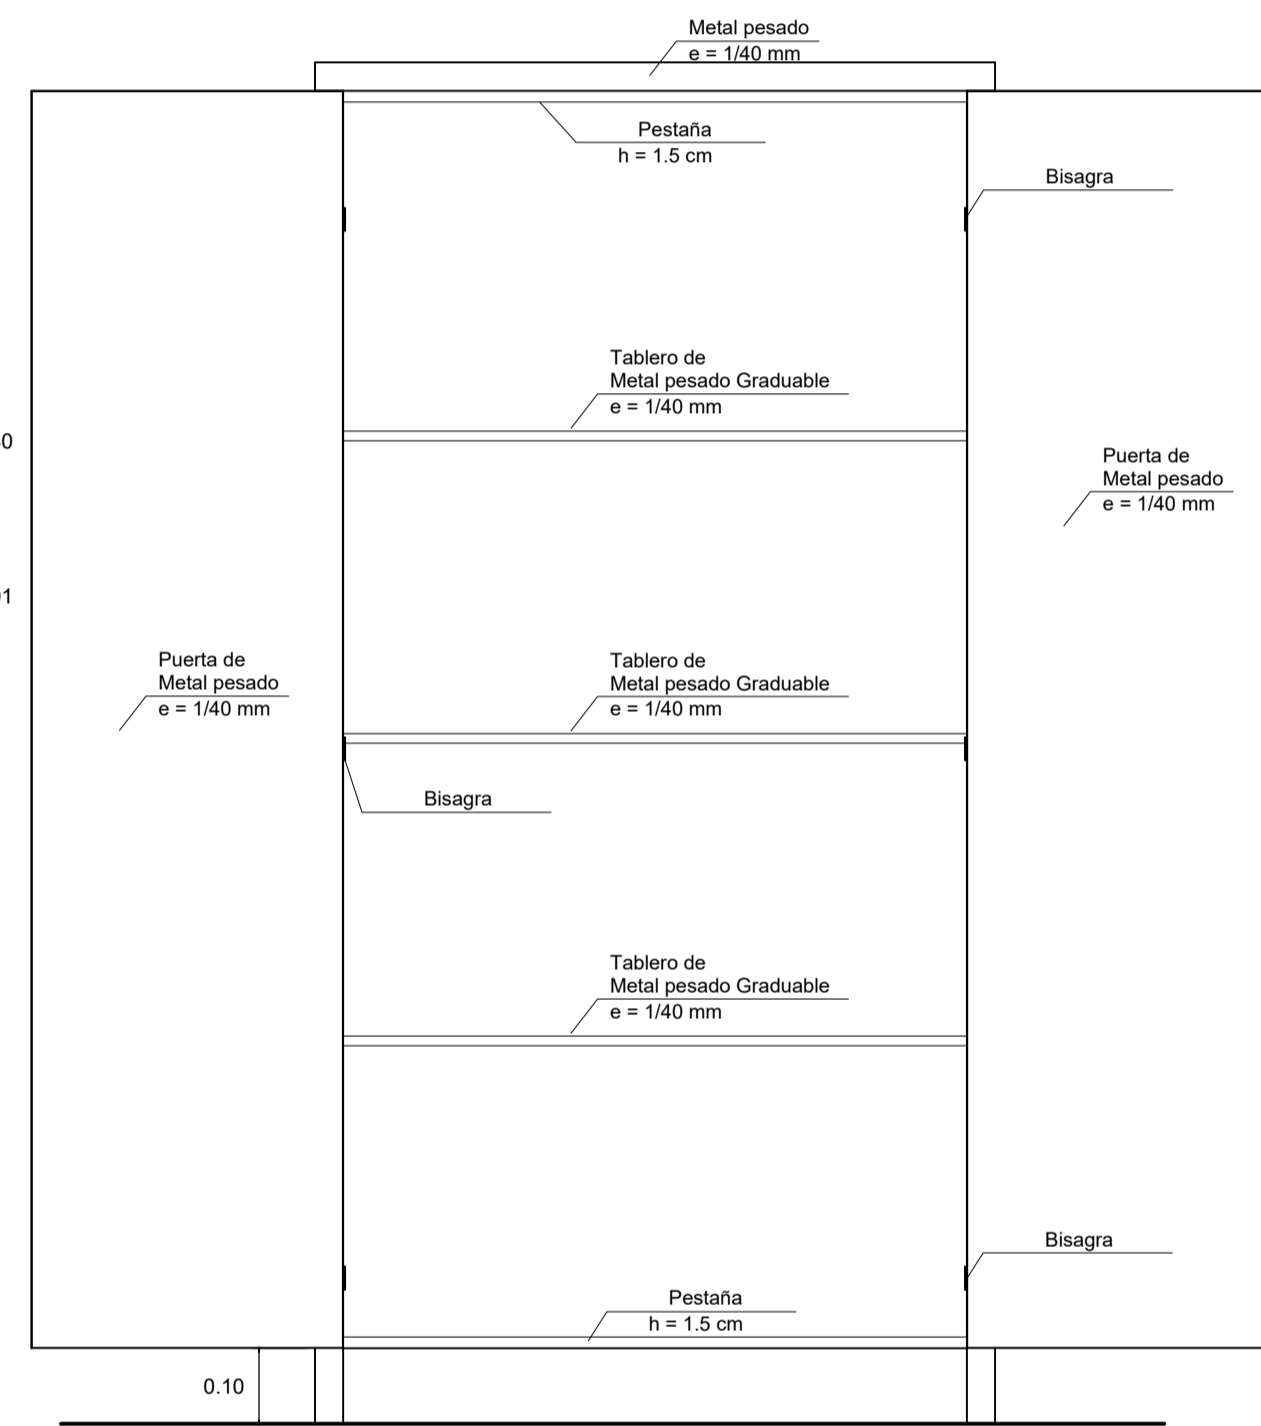 Metal pesado
e = 1/40 mm
Pestaña
h = 1.5 cm
Bisagra
Tablero de
Metal pesado Graduable
e = 1/40 mm
Puerta de
Metal pesado
e = 1/40 mm
Tablero de
Metal pesado Graduable
e = 1/40 mm
Puerta de
Metal pesado
e = 1/40 mm
Bisagra
Tablero de
Metal pesado Graduable
e = 1/40 mm
Bisagra
Pestaña
h = 1.5 cm
0.10